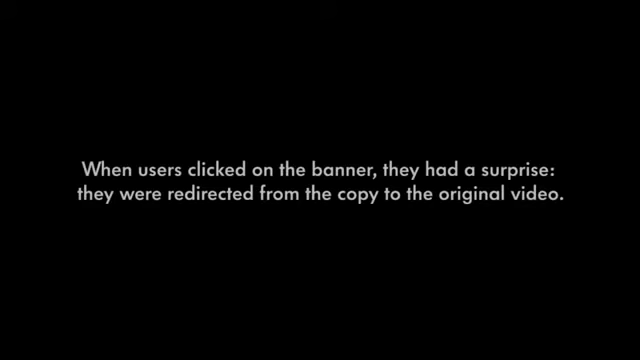 When users clicked on the banner, they had a surprise:
they were redirected from the copy to the original video.